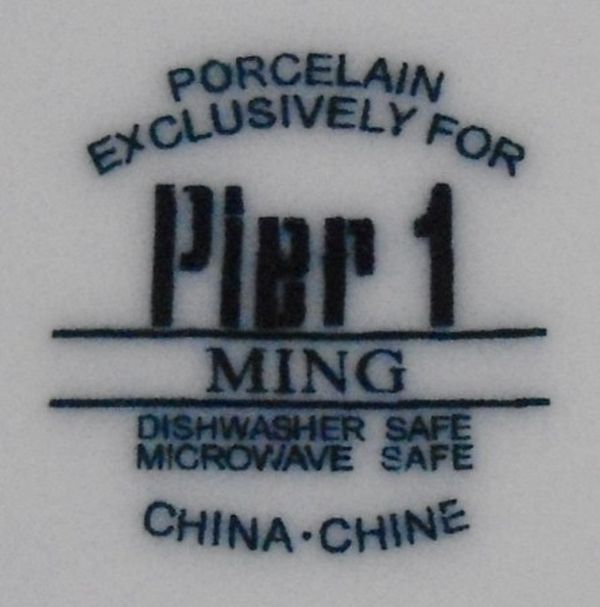 PORCELAIN
EXCLUSIVELY FOR
Pier 1
MING
DISHWASHER SAFE
MICROWAVE SAFE
CHINA·CHINE